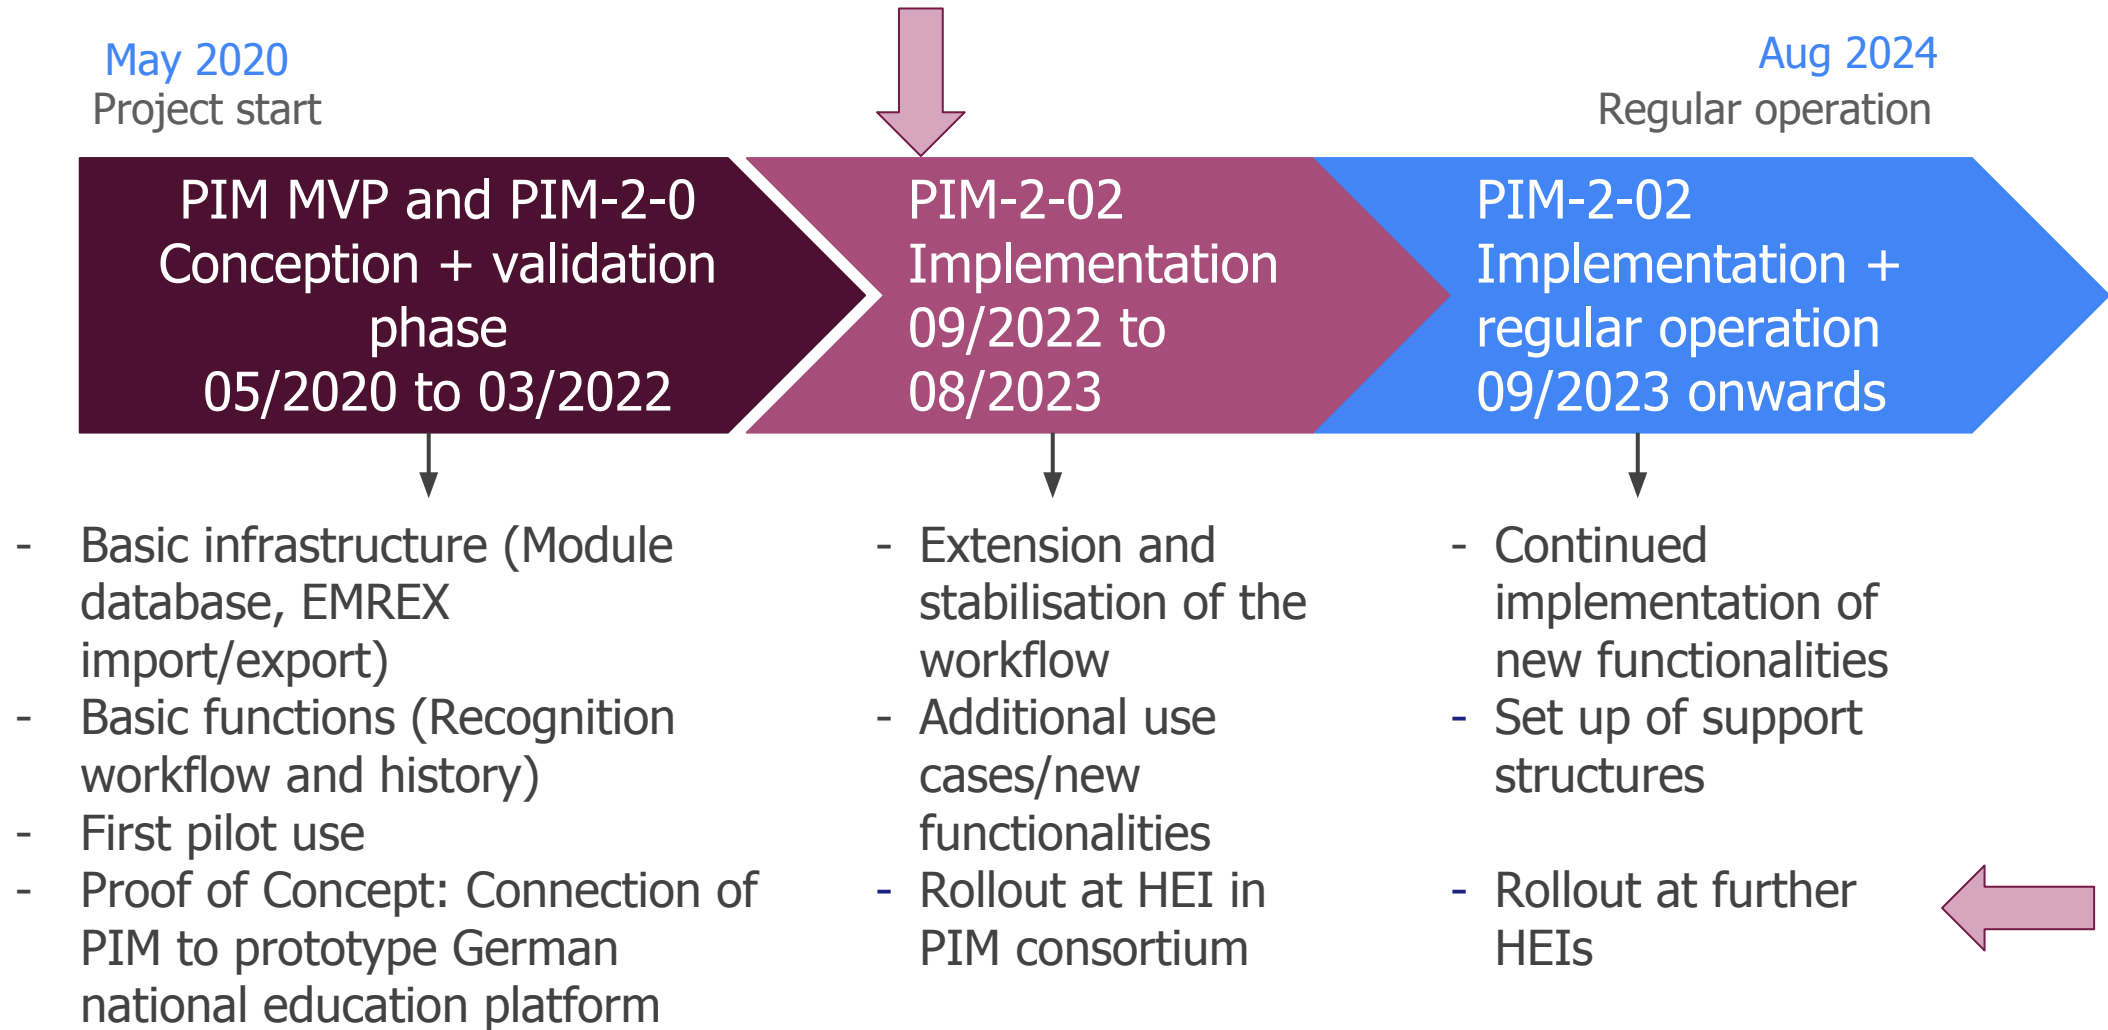 May 2020
Project start
Aug 2024
Regular operation
PIM MVP and PIM-2-0
Conception + validation
phase
05/2020 to 03/2022
PIM-2-02
Implementation
09/2022 to
08/2023
PIM-2-02
Implementation +
regular operation
09/2023 onwards
- Basic infrastructure (Module
database, EMREX
import/export)
- Basic functions (Recognition
workflow and history)
- First pilot use
- Proof of Concept: Connection of
PIM to prototype German
national education platform
- Extension and
stabilisation of the
workflow
- Additional use
cases/new
functionalities
- Rollout at HEI in
PIM consortium
- Continued
implementation of
new functionalities
- Set up of support
structures
- Rollout at further
HEIs